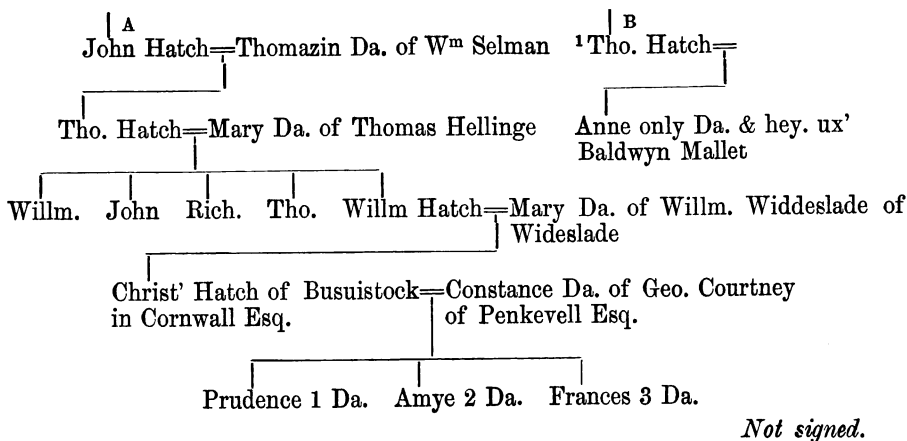 A
B
John Hatch=Thomazin Da. of Wᵐ Selman ¹Tho. Hatch=
Tho. Hatch=Mary Da. of Thomas Hellinge
Anne only Da. & hey. ux’
Baldwyn Mallet
Willm. John Rich. Tho. Willm Hatch=Mary Da. of Willm. Widdeslade of
Wideslade
Christ’ Hatch of Busuistock=Constance Da. of Geo. Courtney
in Cornwall Esq. of Penkevell Esq.
Prudence 1 Da. Amye 2 Da. Frances 3 Da.
Not signed.